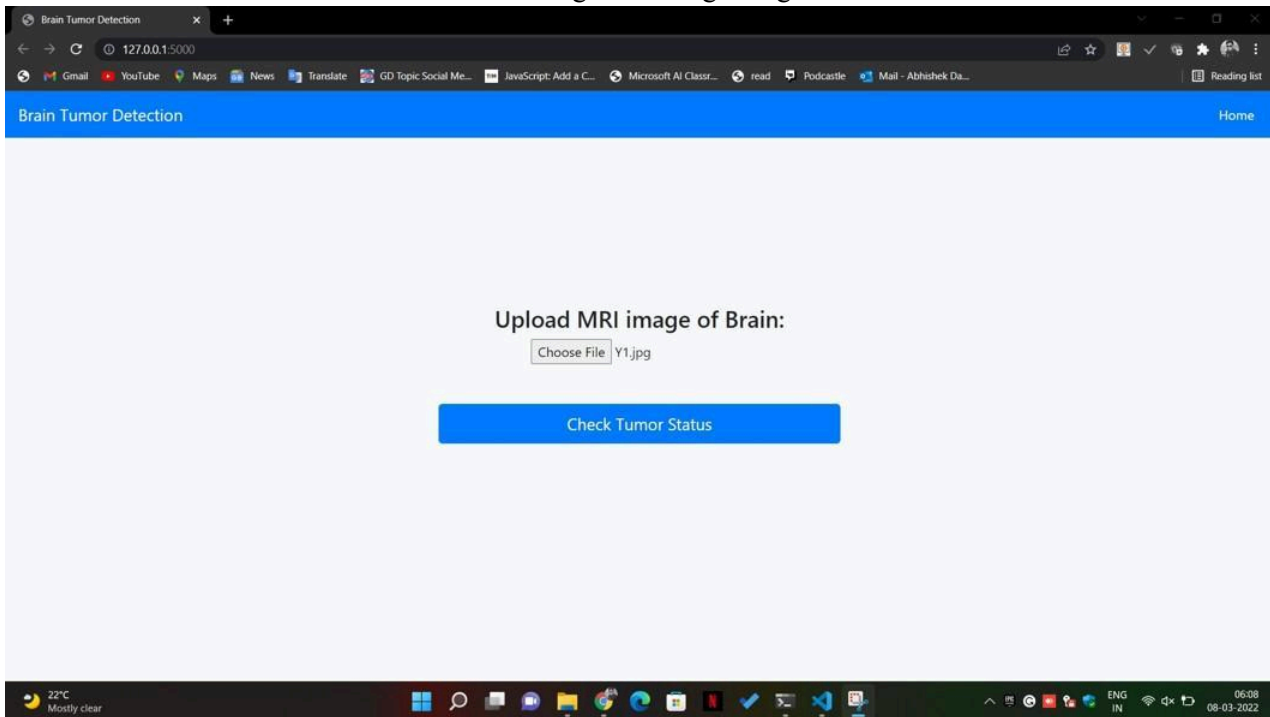 Brain Tumor Detection
127.0.0.1:5000
Gmail YouTube Maps News Translate GD Topic Social Me... JavaScript: Add a C... Microsoft AI Classr... read Podcastle Mail - Abhishek Da... Reading list
Brain Tumor Detection Home
Upload MRI image of Brain:
Choose File Y1.jpg
Check Tumor Status
22°C
Mostly clear
ENG
IN
06:08
08-03-2022